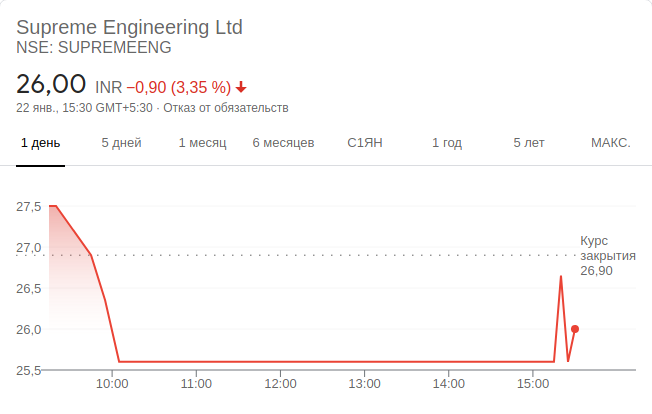 Supreme Engineering Ltd
NSE: SUPREMEENG
26,00 INR −0,90 (3,35 %)
22 янв., 15:30 GMT+5:30 · Отказ от обязательств
1 день 5 дней 1 месяц 6 месяцев С1ЯН 1 год 5 лет МАКС.
27,5
27,0
26,5
26,0
25,5
Курс
закрытия
26,90
10:00 11:00 12:00 13:00 14:00 15:00